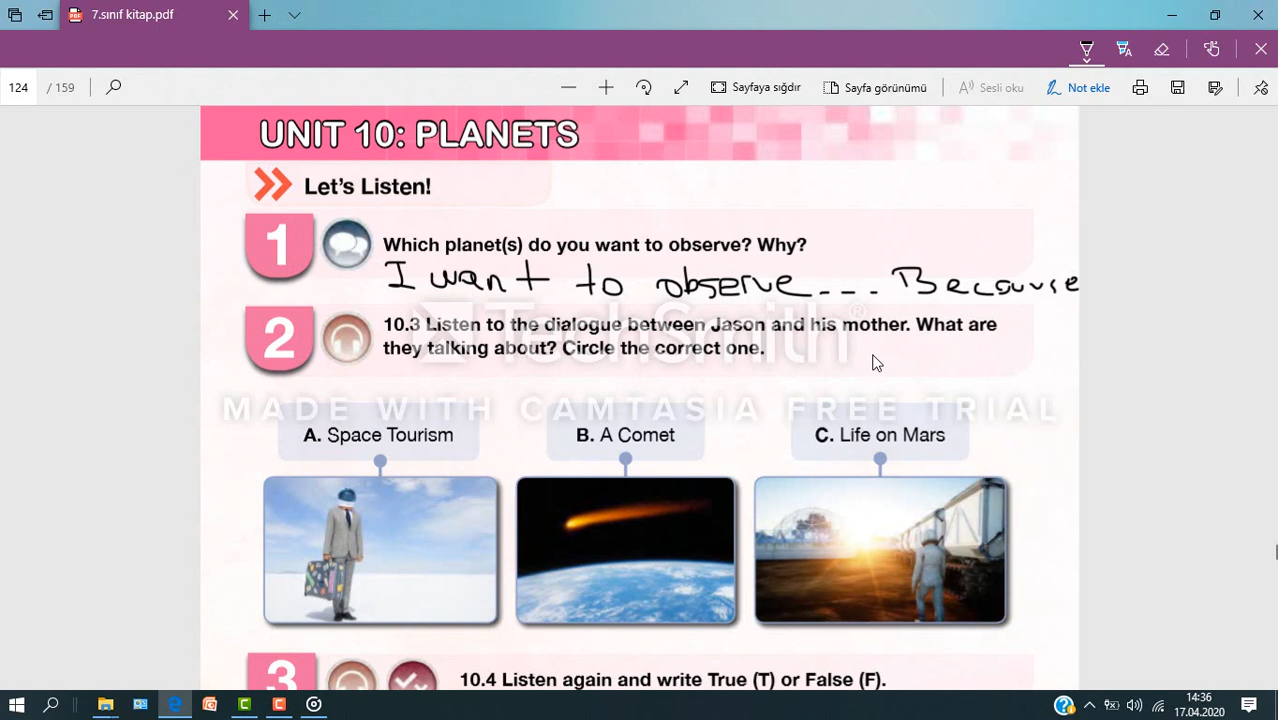 7.sınıf kitap.pdf
124 / 159
Sayfaya sığdır
Sayfa görünümü
Sesli oku
Not ekle
UNIT 10: PLANETS
Let's Listen!
1
Which planet(s) do you want to observe? Why?
I want to observe... Becouse
2
10.3 Listen to the dialogue between Jason and his mother. What are
they talking about? Circle the correct one.
TechSmith®
MADE WITH CAMTASIA FREE TRIAL
A. Space Tourism
B. A Comet
C. Life on Mars
3
10.4 Listen again and write True (T) or False (F).
14:36
17.04.2020